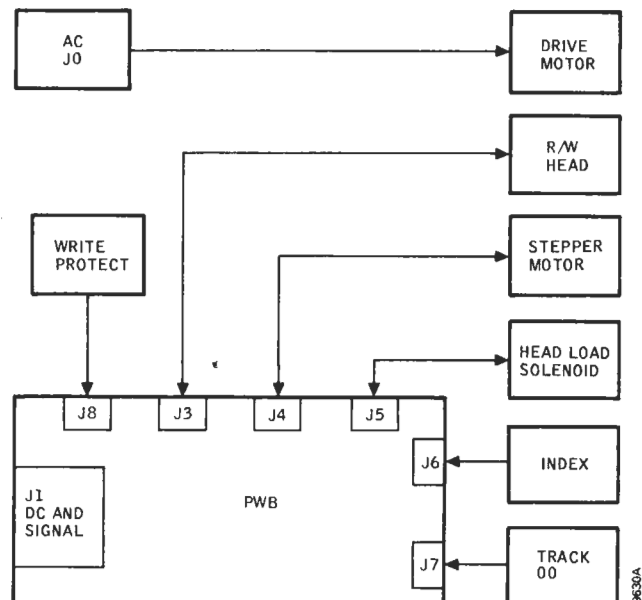 AC
J0
DRIVE
MOTOR
R/W
HEAD
WRITE
PROTECT
STEPPER
MOTOR
HEAD LOAD
SOLENOID
J8
J3
J4
J5
J6
INDEX
J1
DC AND
SIGNAL
PWB
J7
TRACK
00